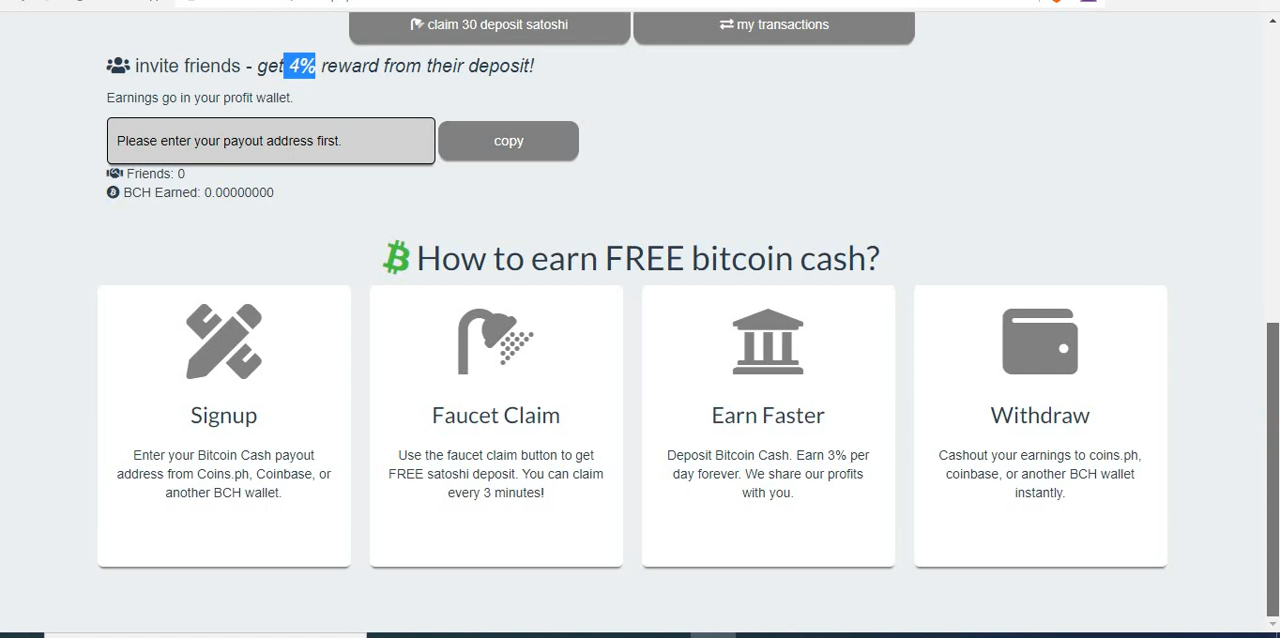 claim 30 deposit satoshi
my transactions
invite friends - get 4% reward from their deposit!
Earnings go in your profit wallet.
Please enter your payout address first.
copy
Friends: 0
BCH Earned: 0.00000000
How to earn FREE bitcoin cash?
Signup
Enter your Bitcoin Cash payout
address from Coins.ph, Coinbase, or
another BCH wallet.
Faucet Claim
Use the faucet claim button to get
FREE satoshi deposit. You can claim
every 3 minutes!
Earn Faster
Deposit Bitcoin Cash. Earn 3% per
day forever. We share our profits
with you.
Withdraw
Cashout your earnings to coins.ph,
coinbase, or another BCH wallet
instantly.